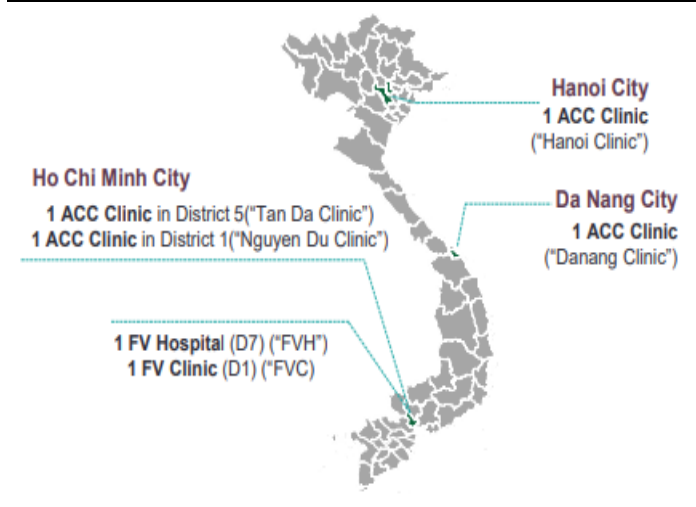 Hanoi City
1 ACC Clinic
("Hanoi Clinic")
Ho Chi Minh City
1 ACC Clinic in District 5("Tan Da Clinic")
1 ACC Clinic in District 1("Nguyen Du Clinic")
Da Nang City
1 ACC Clinic
("Danang Clinic")
1 FV Hospital (D7) ("FVH")
1 FV Clinic (D1) ("FVC)